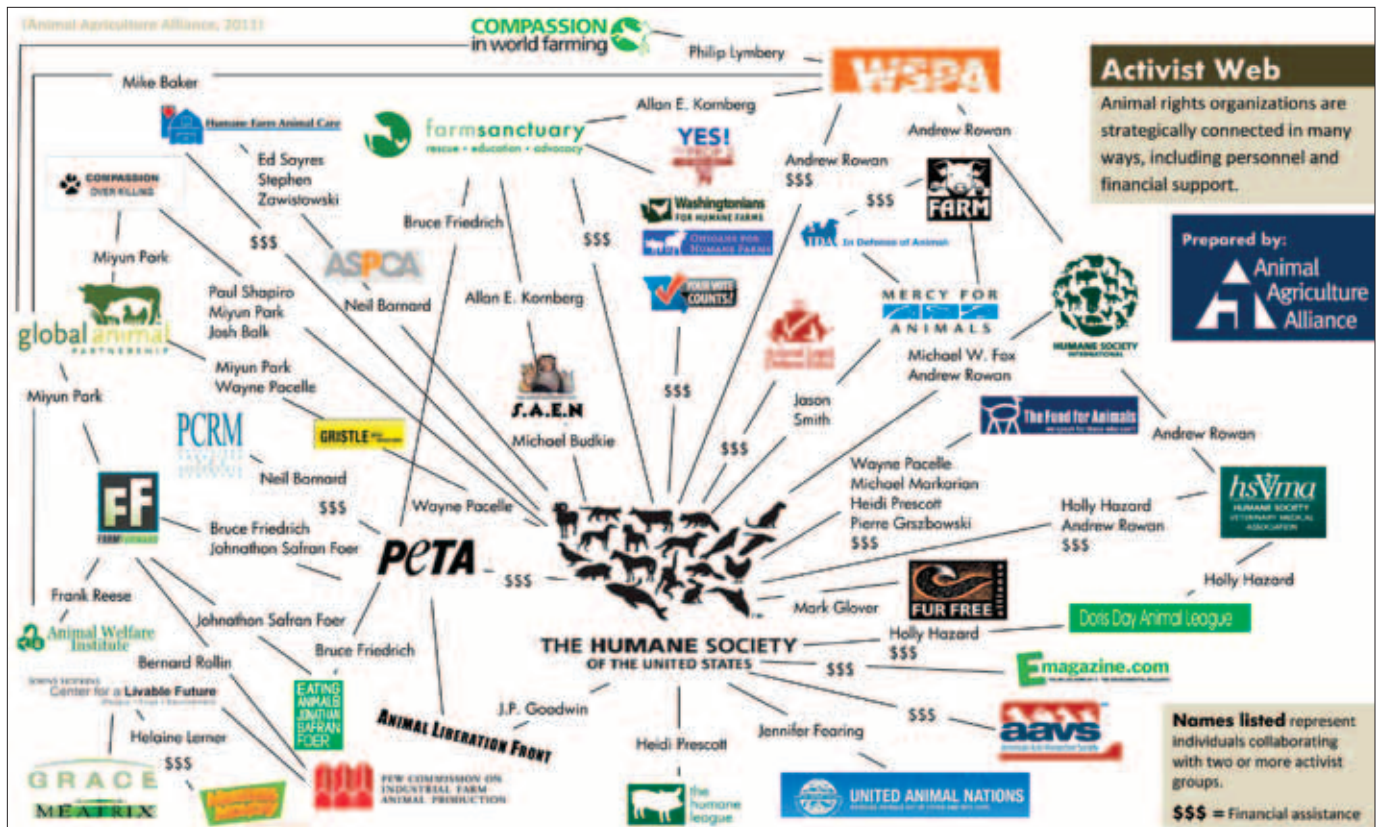 (Animal Agriculture Alliance, 2011)
COMPASSION
in world farming
Philip Lymbery
WSPA
Activist Web
Animal rights organizations are
strategically connected in many
ways, including personnel and
financial support.
Mike Baker
Humane Farm Animal Care
farmsanctuary
rescue • education • advocacy
Allan E. Kornberg
YES!
Andrew Rowan
Andrew Rowan
$$$
FARM
COMPASSION
OVER KILLING
Ed Sayres
Stephen
Zawistowski
Bruce Friedrich
Washingtonians
FOR HUMANE FARMS
$$$
Prepared by:
Animal
Agriculture
Alliance
$$$
$$$
OHIOANS FOR
HUMANE FARMS
IDA In Defense of Animals
Miyun Park
ASPCA
YOUR VOTE
COUNTS!
Paul Shapiro
Miyun Park
Josh Balk
Neil Barnard
Allan E. Kornberg
MERCY FOR
ANIMALS
HUMANE SOCIETY
INTERNATIONAL
global animal
PARTNERSHIP
Animal Legal
Defense Fund
Michael W. Fox
Andrew Rowan
Miyun Park
Wayne Pacelle
Miyun Park
$$$
Jason
Smith
S.A.E.N
The Fund for Animals
PCRM
GRISTLE
Michael Budkie
$$$
Andrew Rowan
Neil Barnard
$$$
Wayne Pacelle
Wayne Pacelle
Michael Markarian
Heidi Prescott
Pierre Grszbowski
$$$
Holly Hazard
Andrew Rowan
$$$
hsvma
HUMANE SOCIETY
VETERINARY MEDICAL
ASSOCIATION
FF
FARMFORWARD
Bruce Friedrich
Johnathon Safran Foer
PeTA
$$$
Holly Hazard
Frank Reese
Mark Glover
FUR FREE
alliance
Johnathon Safran Foer
Doris Day Animal League
Animal Welfare
Institute
THE HUMANE SOCIETY
OF THE UNITED STATES
Holly Hazard
$$$
Bernard Rollin
Bruce Friedrich
$$$
Emagazine.com
JOHNS HOPKINS
Center for a Livable Future
EATING
ANIMALS
JONATHAN
SAFRAN
FOER
ANIMAL LIBERATION FRONT
J.P. Goodwin
$$$
aavs
Helaine Lerner
$$$
Heidi Prescott
Jennifer Fearing
Names listed represent
individuals collaborating
with two or more activist
groups.
$$$ = Financial assistance
GRACE
MEATRIX
PEW COMMISSION ON
INDUSTRIAL FARM
ANIMAL PRODUCTION
the
humane
league
UNITED ANIMAL NATIONS